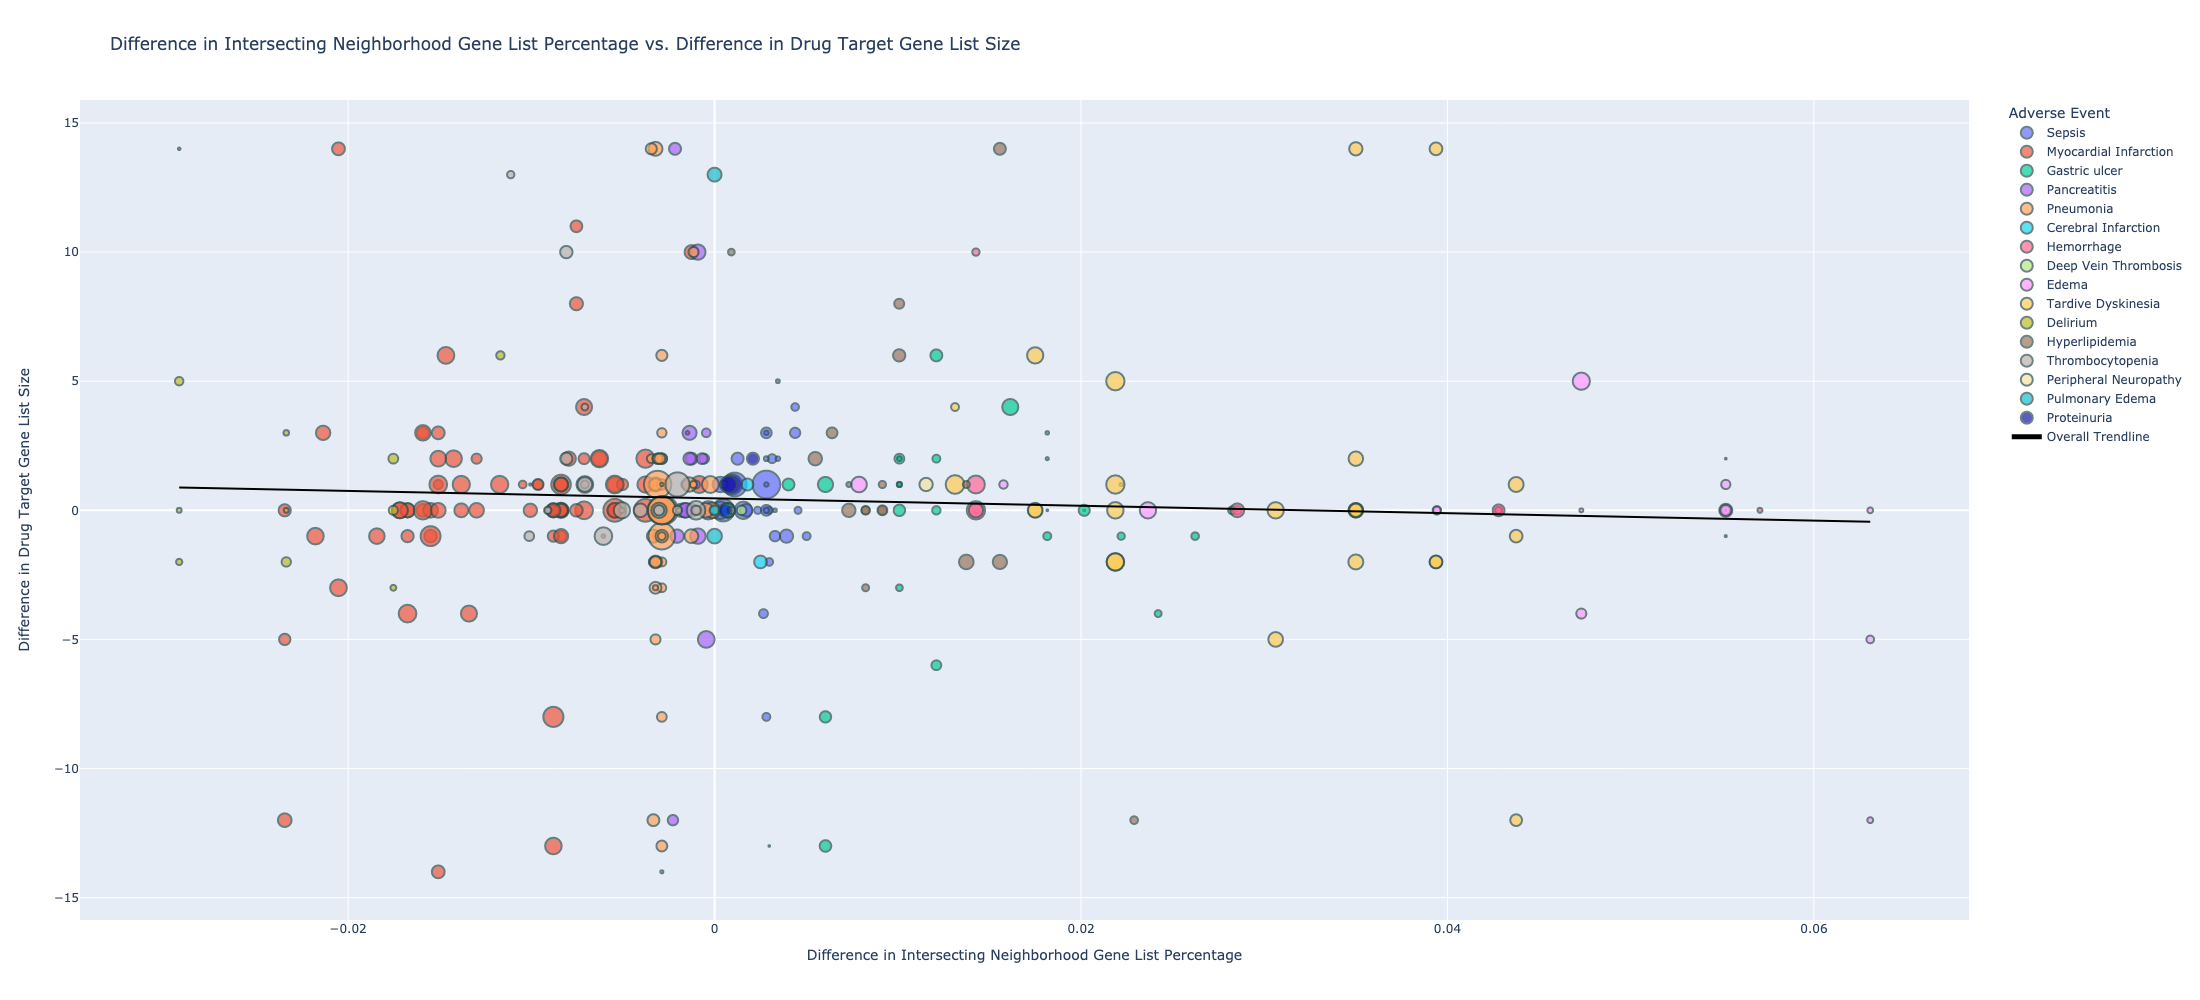 Difference in Intersecting Neighborhood Gene List Percentage vs. Difference in Drug Target Gene List Size
Adverse Event
Sepsis
Myocardial Infarction
Gastric ulcer
Pancreatitis
Pneumonia
Cerebral Infarction
Hemorrhage
Deep Vein Thrombosis
Edema
Tardive Dyskinesia
Delirium
Hyperlipidemia
Thrombocytopenia
Peripheral Neuropathy
Pulmonary Edema
Proteinuria
Overall Trendline
Difference in Drug Target Gene List Size
15
10
5
0
−5
−10
−15
−0.02
0
0.02
0.04
0.06
Difference in Intersecting Neighborhood Gene List Percentage